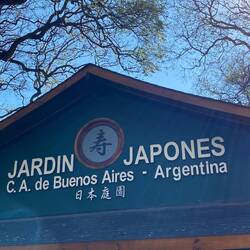 寿
JARDIN JAPONES
C. A. de Buenos Aires - Argentina
日本庭園